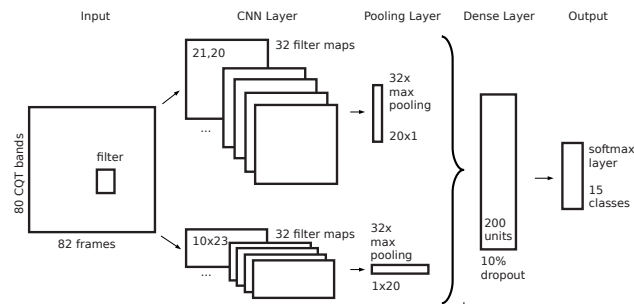 Input CNN Layer Pooling Layer Dense Layer Output
21,20 32 filter maps
...
32x
max
pooling
20x1
80 CQT bands
filter
82 frames
10x23 32 filter maps
...
32x
max
pooling
1x20
200
units
10%
dropout
softmax
layer
15
classes